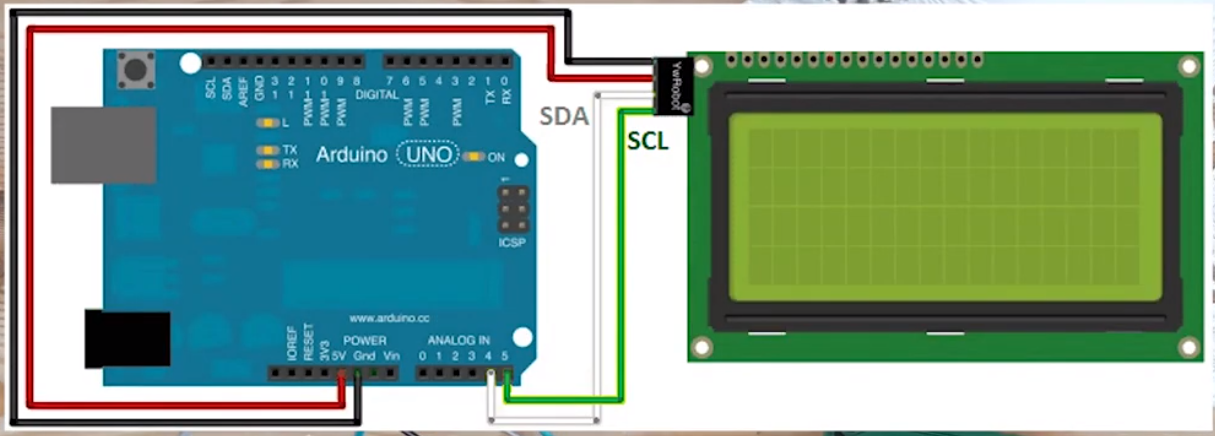 SCL
SDA
AREF
GND
13
12
PWM 11
PWM 10
PWM 9
8
7
PWM 6
PWM 5
4
PWM 3
2
TX 1
RX 0
DIGITAL
L
TX
RX
Arduino UNO
ON
1
ICSP
www.arduino.cc
IOREF
RESET
3V3
POWER
5V Gnd Vin
ANALOG IN
0 1 2 3 4 5
SDA
SCL
YwRobot